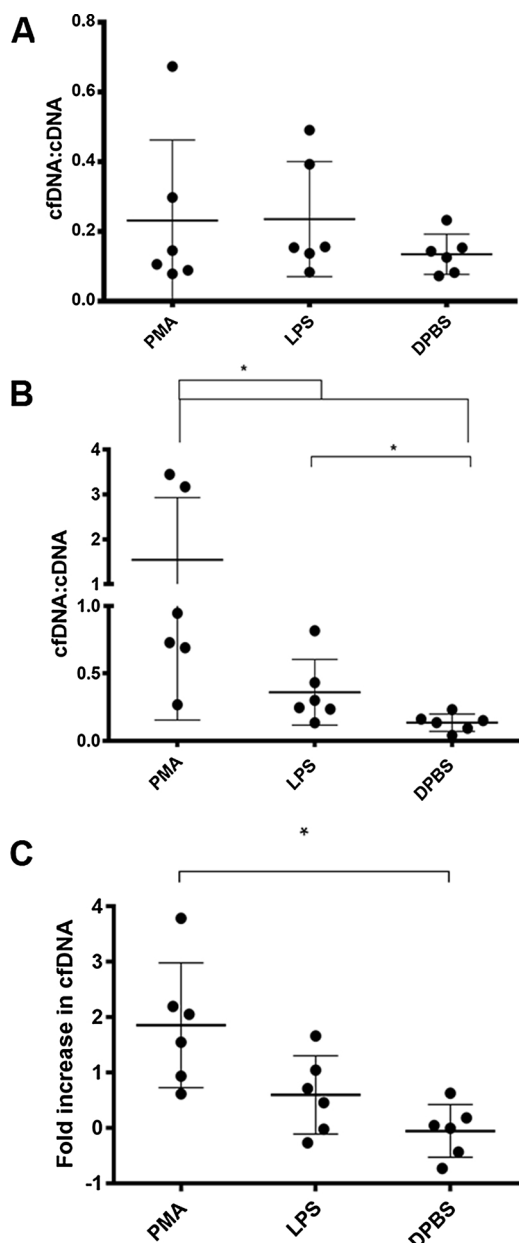 A
0.8
0.6
0.4
0.2
0.0
cfDNA:cDNA
PMA
LPS
DPBS
B
*
*
4
3
2
1
1.0
0.5
0.0
cfDNA:cDNA
PMA
LPS
DPBS
C
*
4
3
2
1
0
-1
Fold increase in cfDNA
PMA
LPS
DPBS